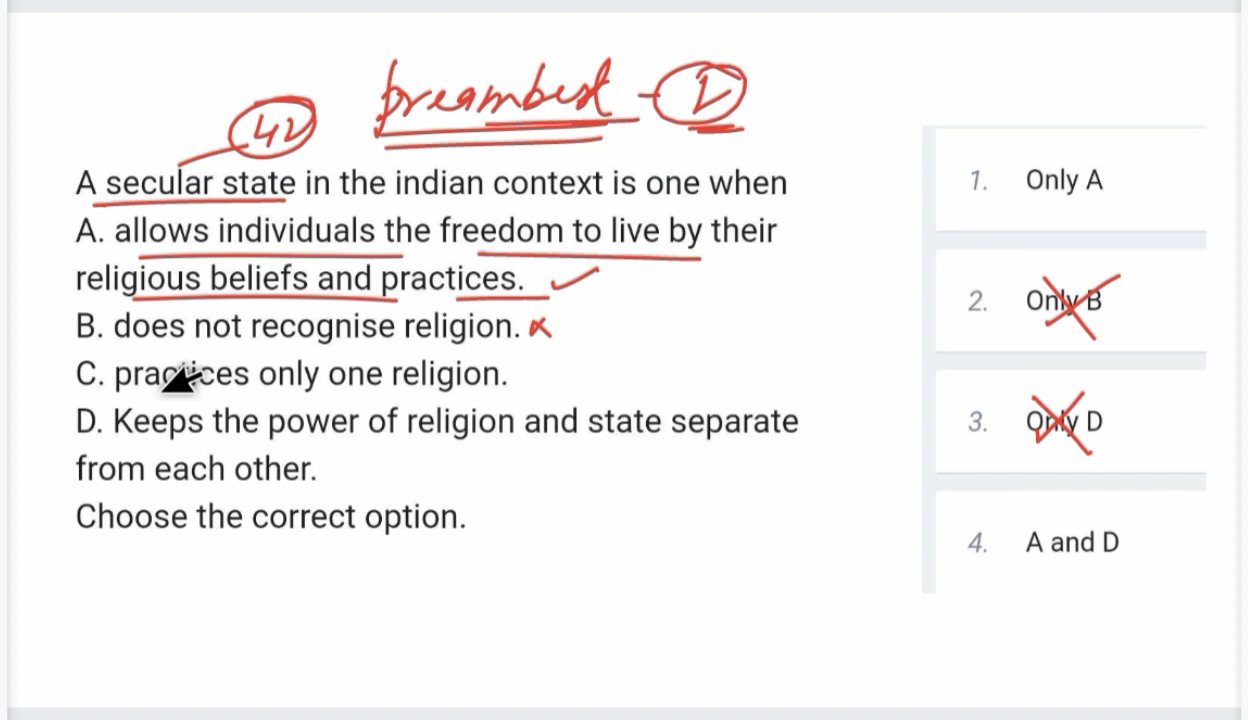 42 preambest - 1
A secular state in the indian context is one when
A. allows individuals the freedom to live by their
religious beliefs and practices.
B. does not recognise religion.
C. practices only one religion.
D. Keeps the power of religion and state separate
from each other.
Choose the correct option.
1. Only A
2. Only B
3. Only D
4. A and D